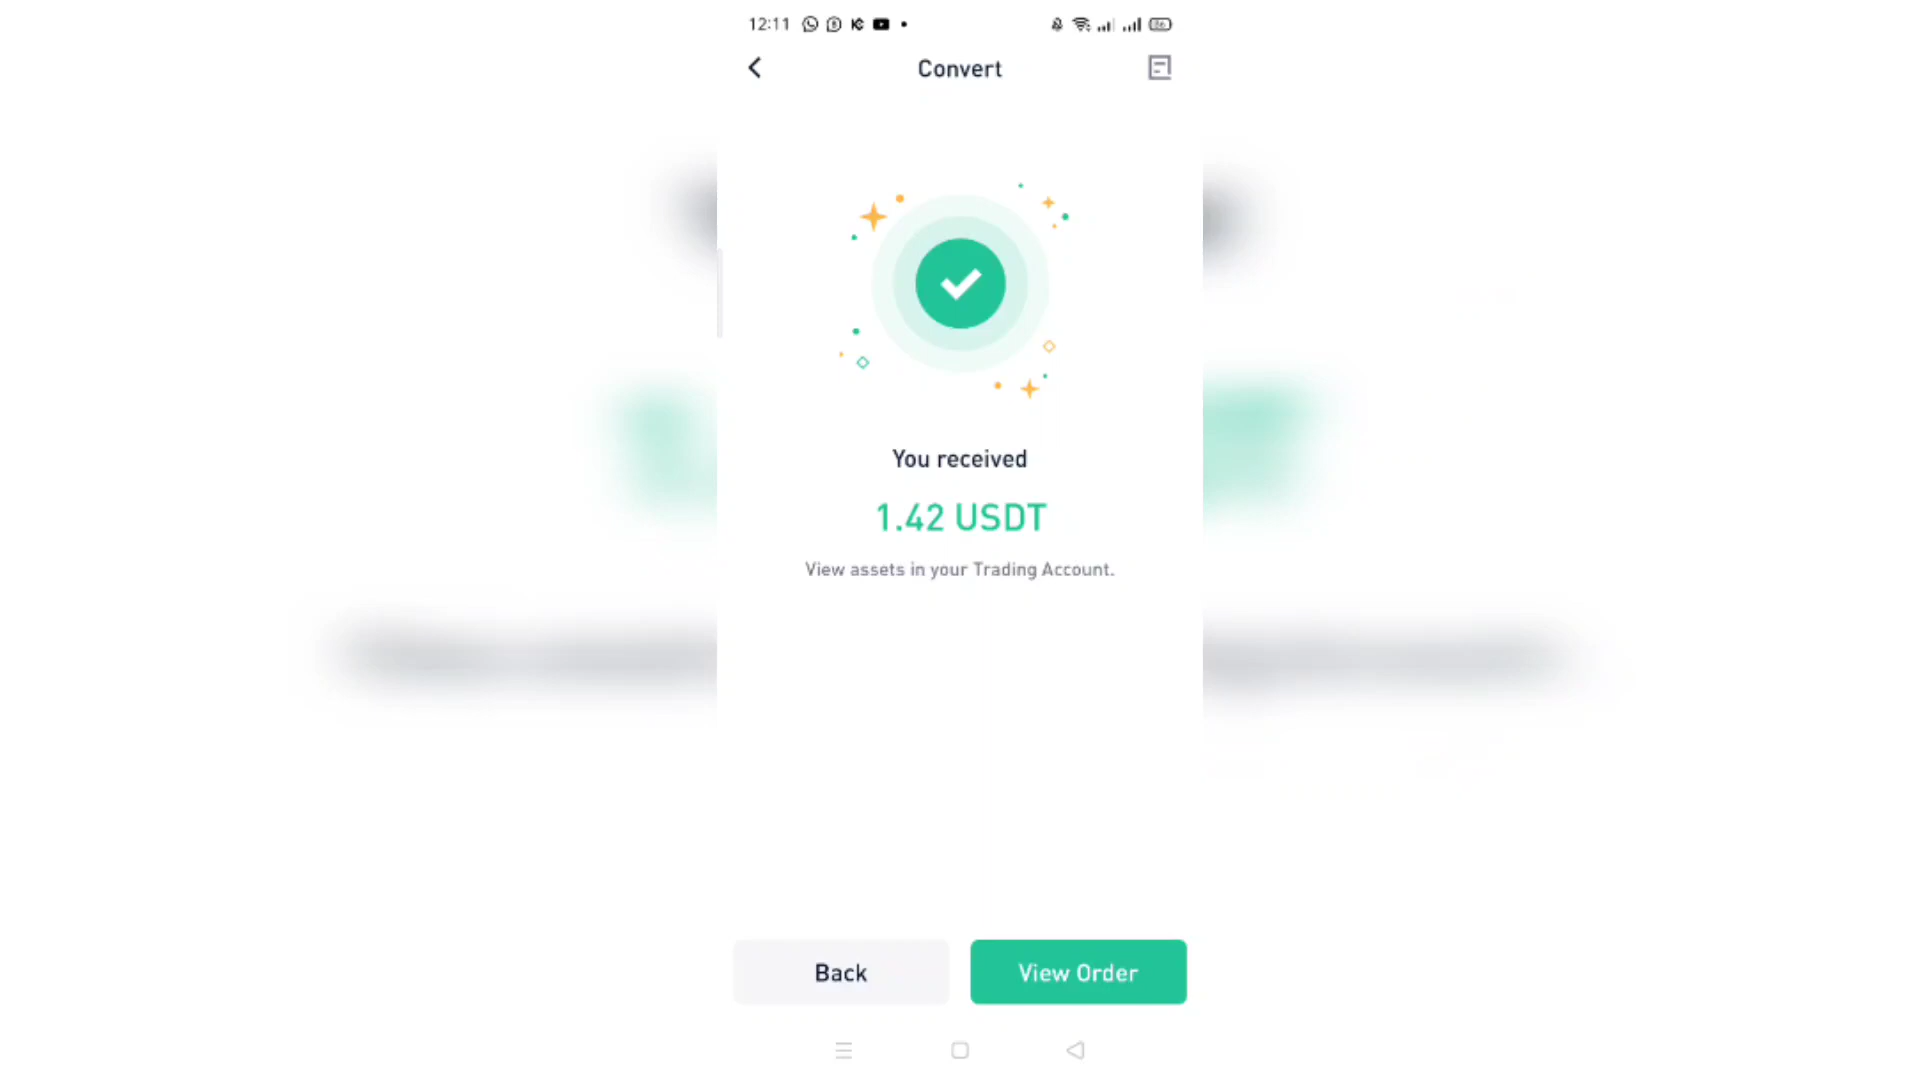 12:11
Convert
You received
1.42 USDT
View assets in your Trading Account.
Back
View Order